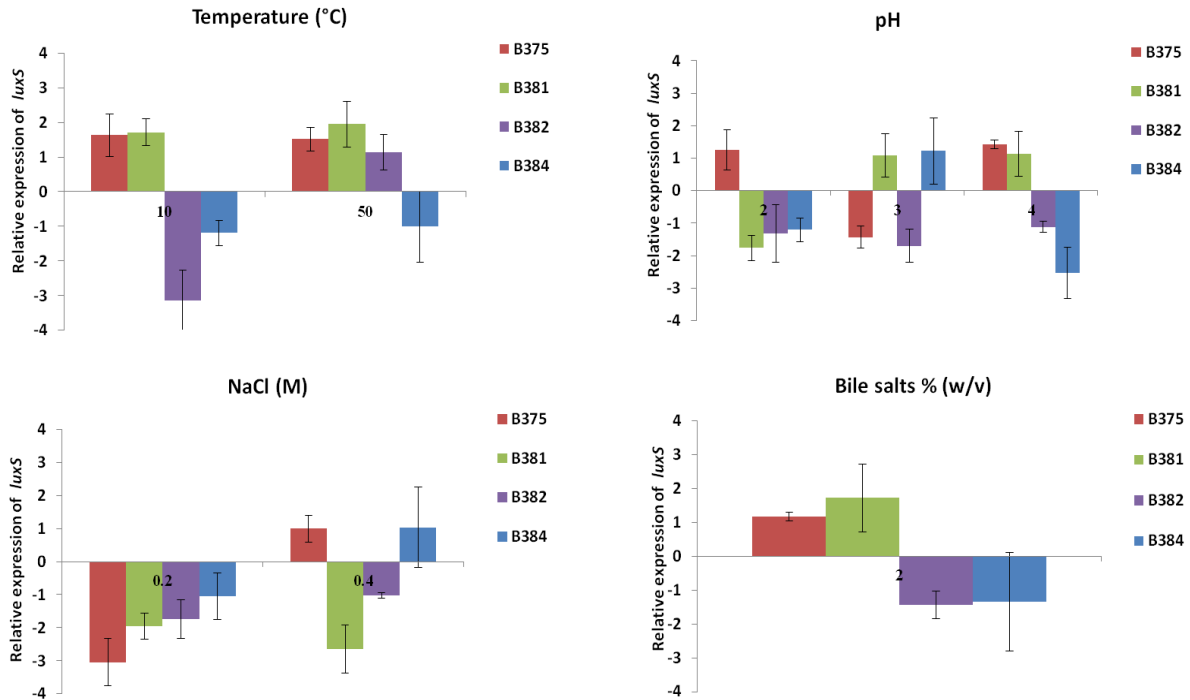 Temperature (°C)
Relative expression of luxS
4
3
2
1
0
-1
-2
-3
-4
10
50
B375
B381
B382
B384
pH
Relative expression of luxS
4
3
2
1
0
-1
-2
-3
-4
2
3
4
B375
B381
B382
B384
NaCl (M)
Relative expression of luxS
4
3
2
1
0
-1
-2
-3
-4
0.2
0.4
B375
B381
B382
B384
Bile salts % (w/v)
Relative expression of luxS
4
3
2
1
0
-1
-2
-3
-4
2
B375
B381
B382
B384